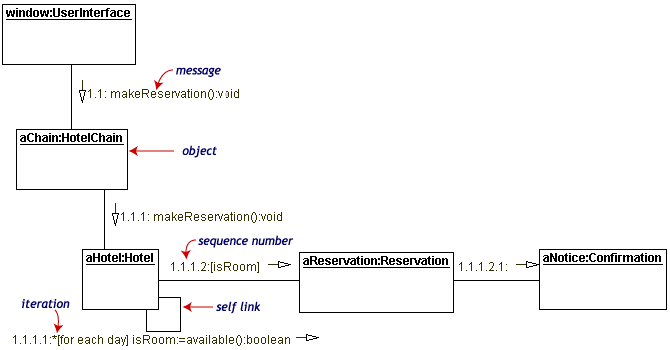 window:UserInterface
message
1.1: makeReservation():void
aChain:HotelChain
object
1.1.1: makeReservation():void
sequence number
aHotel:Hotel
1.1.1.2:[isRoom]
aReservation:Reservation
1.1.1.2.1:
aNotice:Confirmation
iteration
self link
1.1.1.1:*[for each day] isRoom:=available():boolean